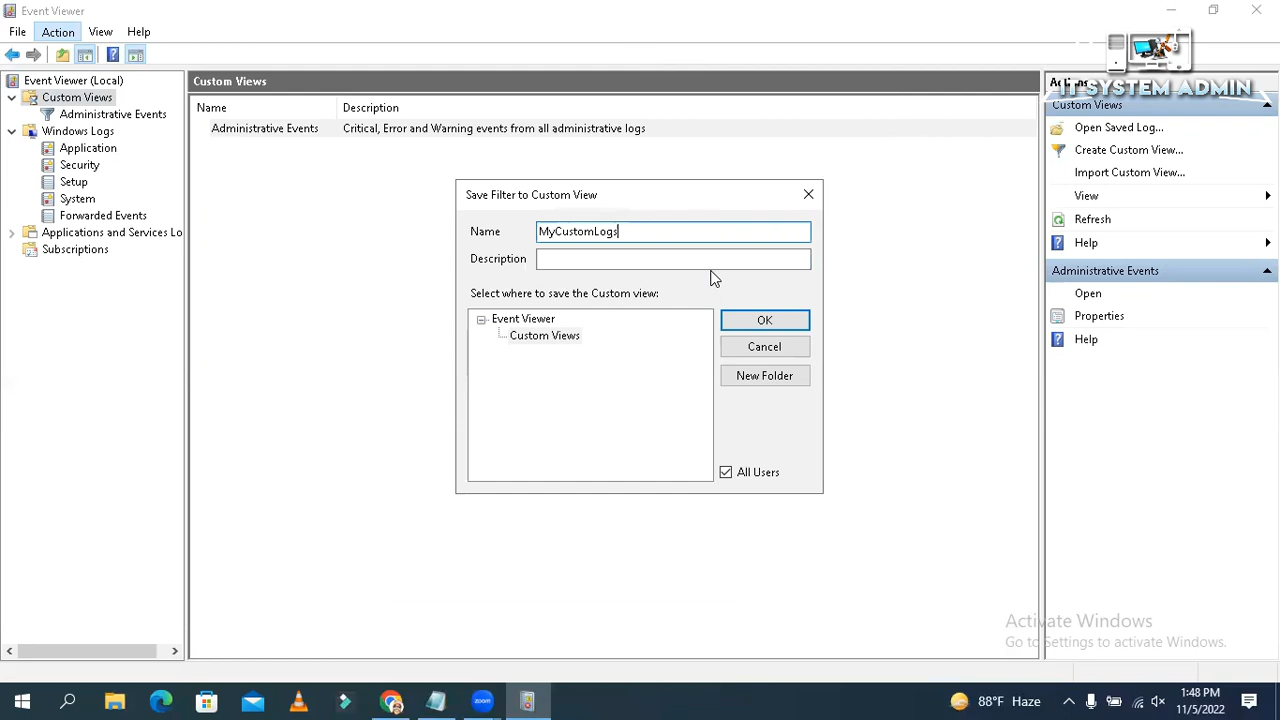 Event Viewer
File Action View Help
IT SYSTEM ADMIN
Event Viewer (Local)
Custom Views
Administrative Events
Windows Logs
Application
Security
Setup
System
Forwarded Events
Applications and Services Lo
Subscriptions
Custom Views
Name Description
Administrative Events Critical, Error and Warning events from all administrative logs
Save Filter to Custom View
Name MyCustomLogs
Description
Select where to save the Custom view:
Event Viewer
Custom Views
OK
Cancel
New Folder
All Users
Actions
Custom Views
Open Saved Log...
Create Custom View...
Import Custom View...
View
Refresh
Help
Administrative Events
Open
Properties
Help
Activate Windows
Go to Settings to activate Windows.
zoom
88°F Haze
1:48 PM
11/5/2022